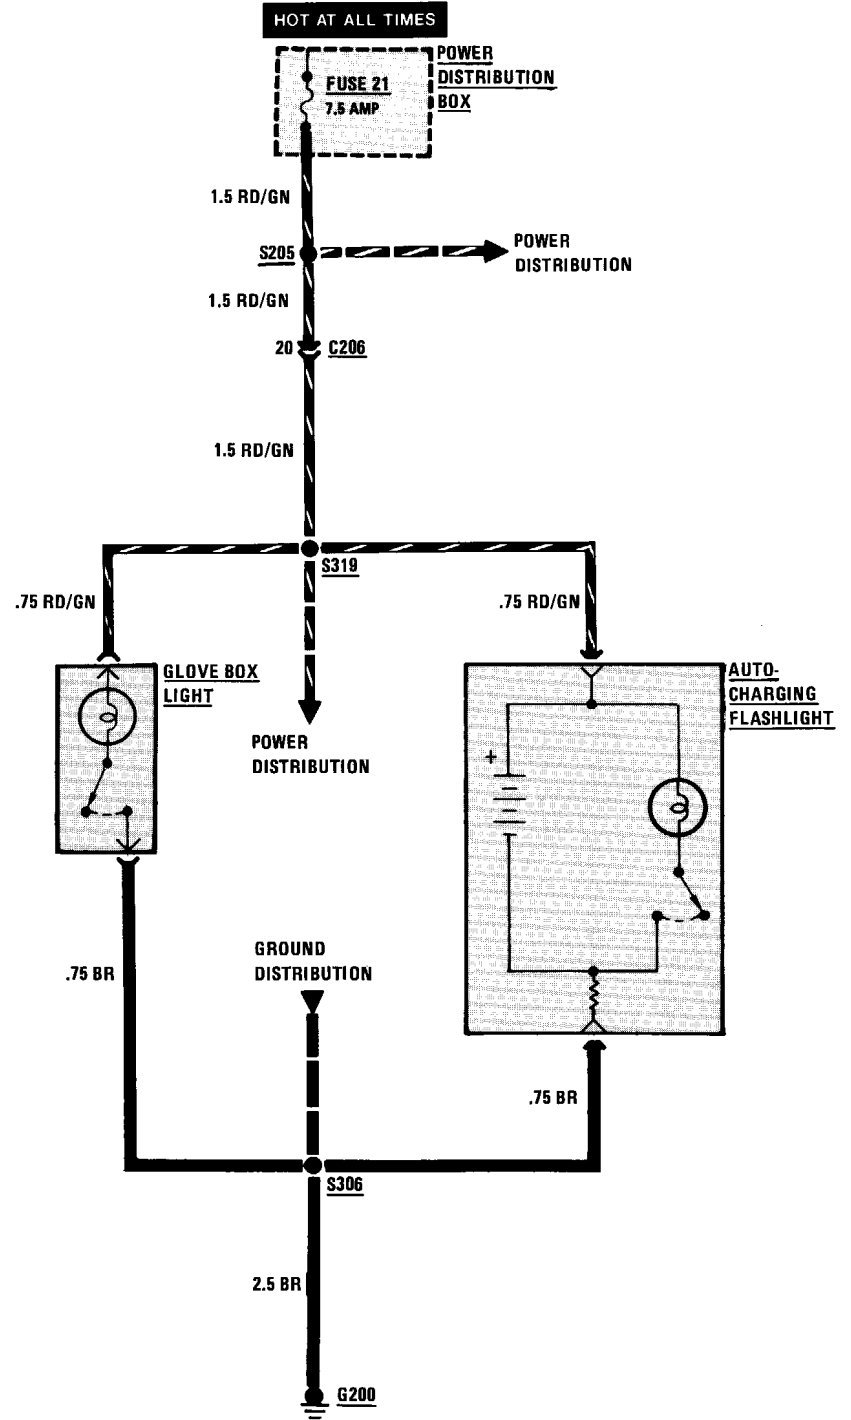 HOT AT ALL TIMES
POWER
DISTRIBUTION
BOX
FUSE 21
7.5 AMP
1.5 RD/GN
S205
POWER
DISTRIBUTION
1.5 RD/GN
20
C206
1.5 RD/GN
S319
.75 RD/GN
.75 RD/GN
GLOVE BOX
LIGHT
AUTO-
CHARGING
FLASHLIGHT
POWER
DISTRIBUTION
+
GROUND
DISTRIBUTION
.75 BR
.75 BR
S306
2.5 BR
G200